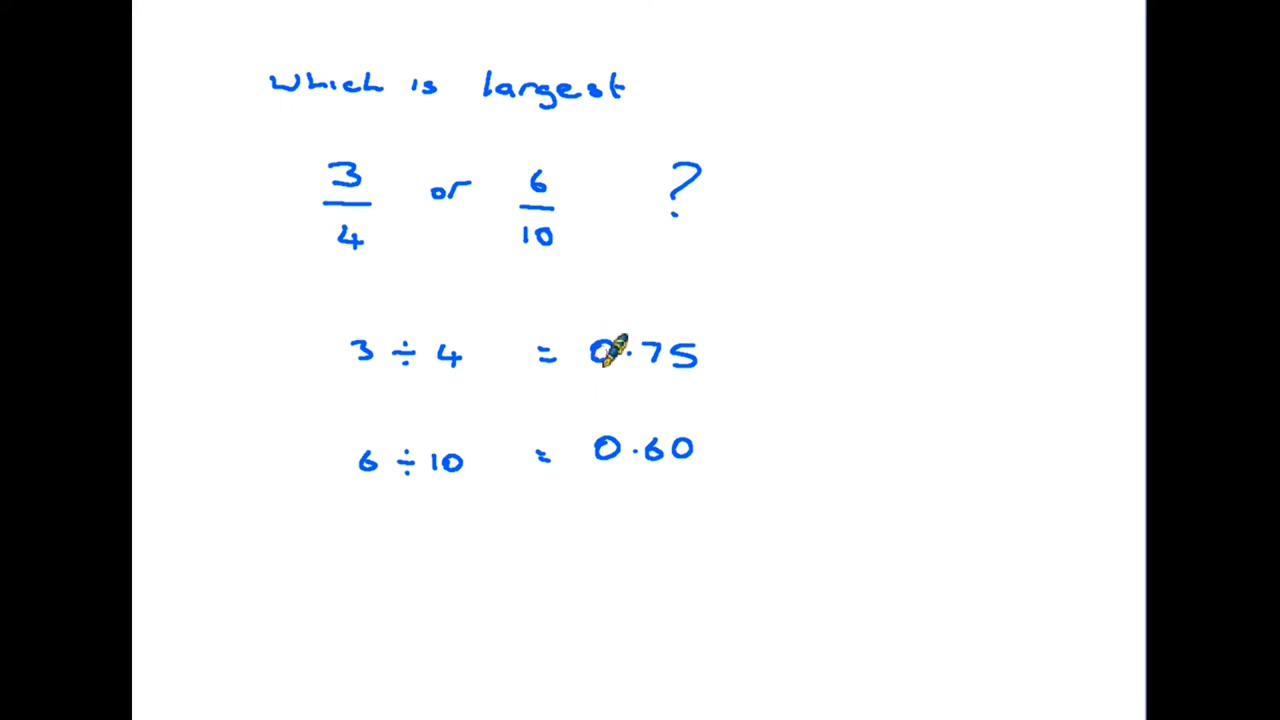 Which is largest
3/4 or 6/10 ?
3 ÷ 4 = 0.75
6 ÷ 10 = 0.60